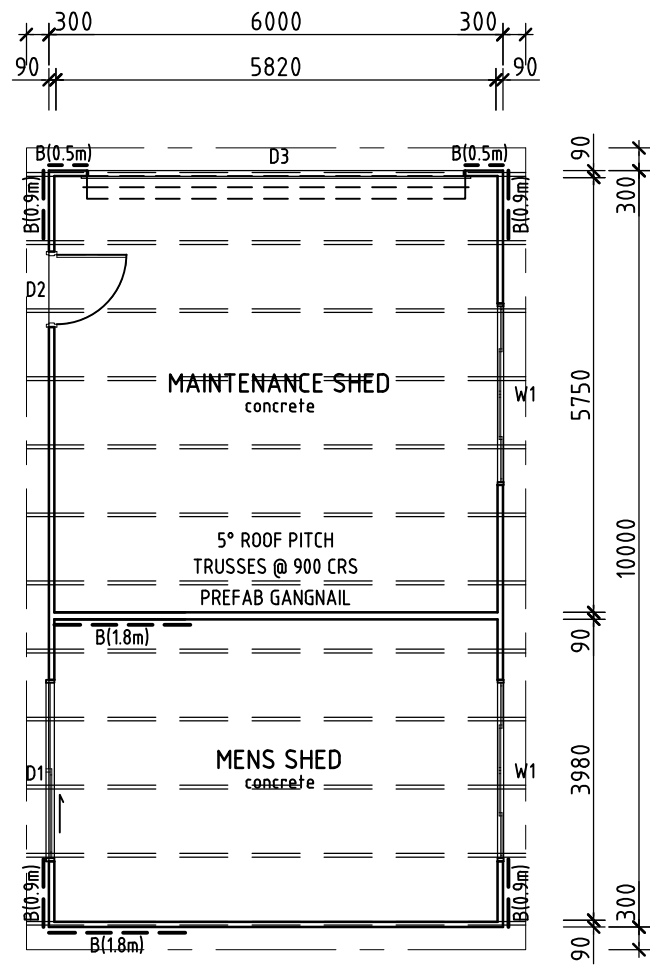 300 6000 300
90 5820 90
B(0.5m) D3 B(0.5m)
90
300
B(0.9m)
B(0.9m)
D2
MAINTENANCE SHED
concrete
W1
5750
5° ROOF PITCH
TRUSSES @ 900 CRS
PREFAB GANGNAIL
10000
B(1.8m)
90
MENS SHED
concrete
D1
W1
3980
B(0.9m)
B(0.9m)
300
B(1.8m)
90